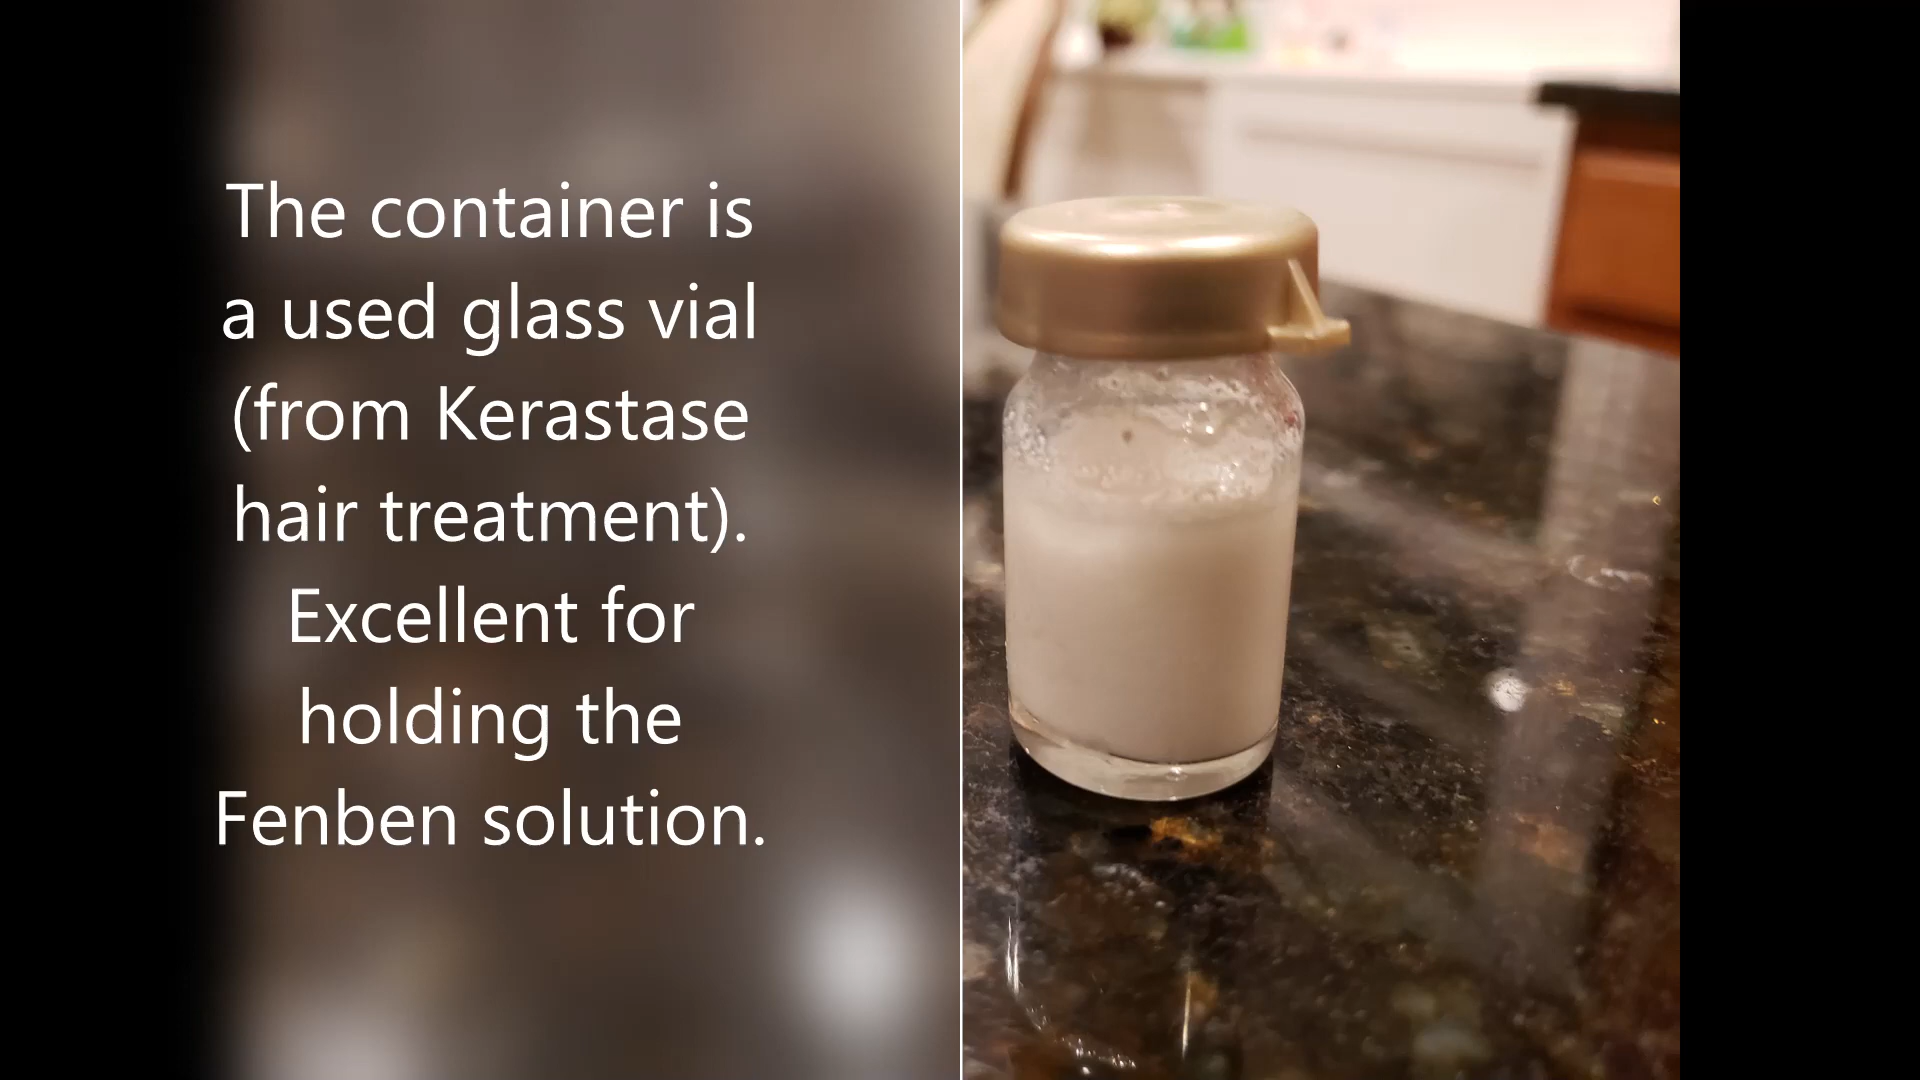 The container is
a used glass vial
(from Kerastase
hair treatment).
Excellent for
holding the
Fenben solution.